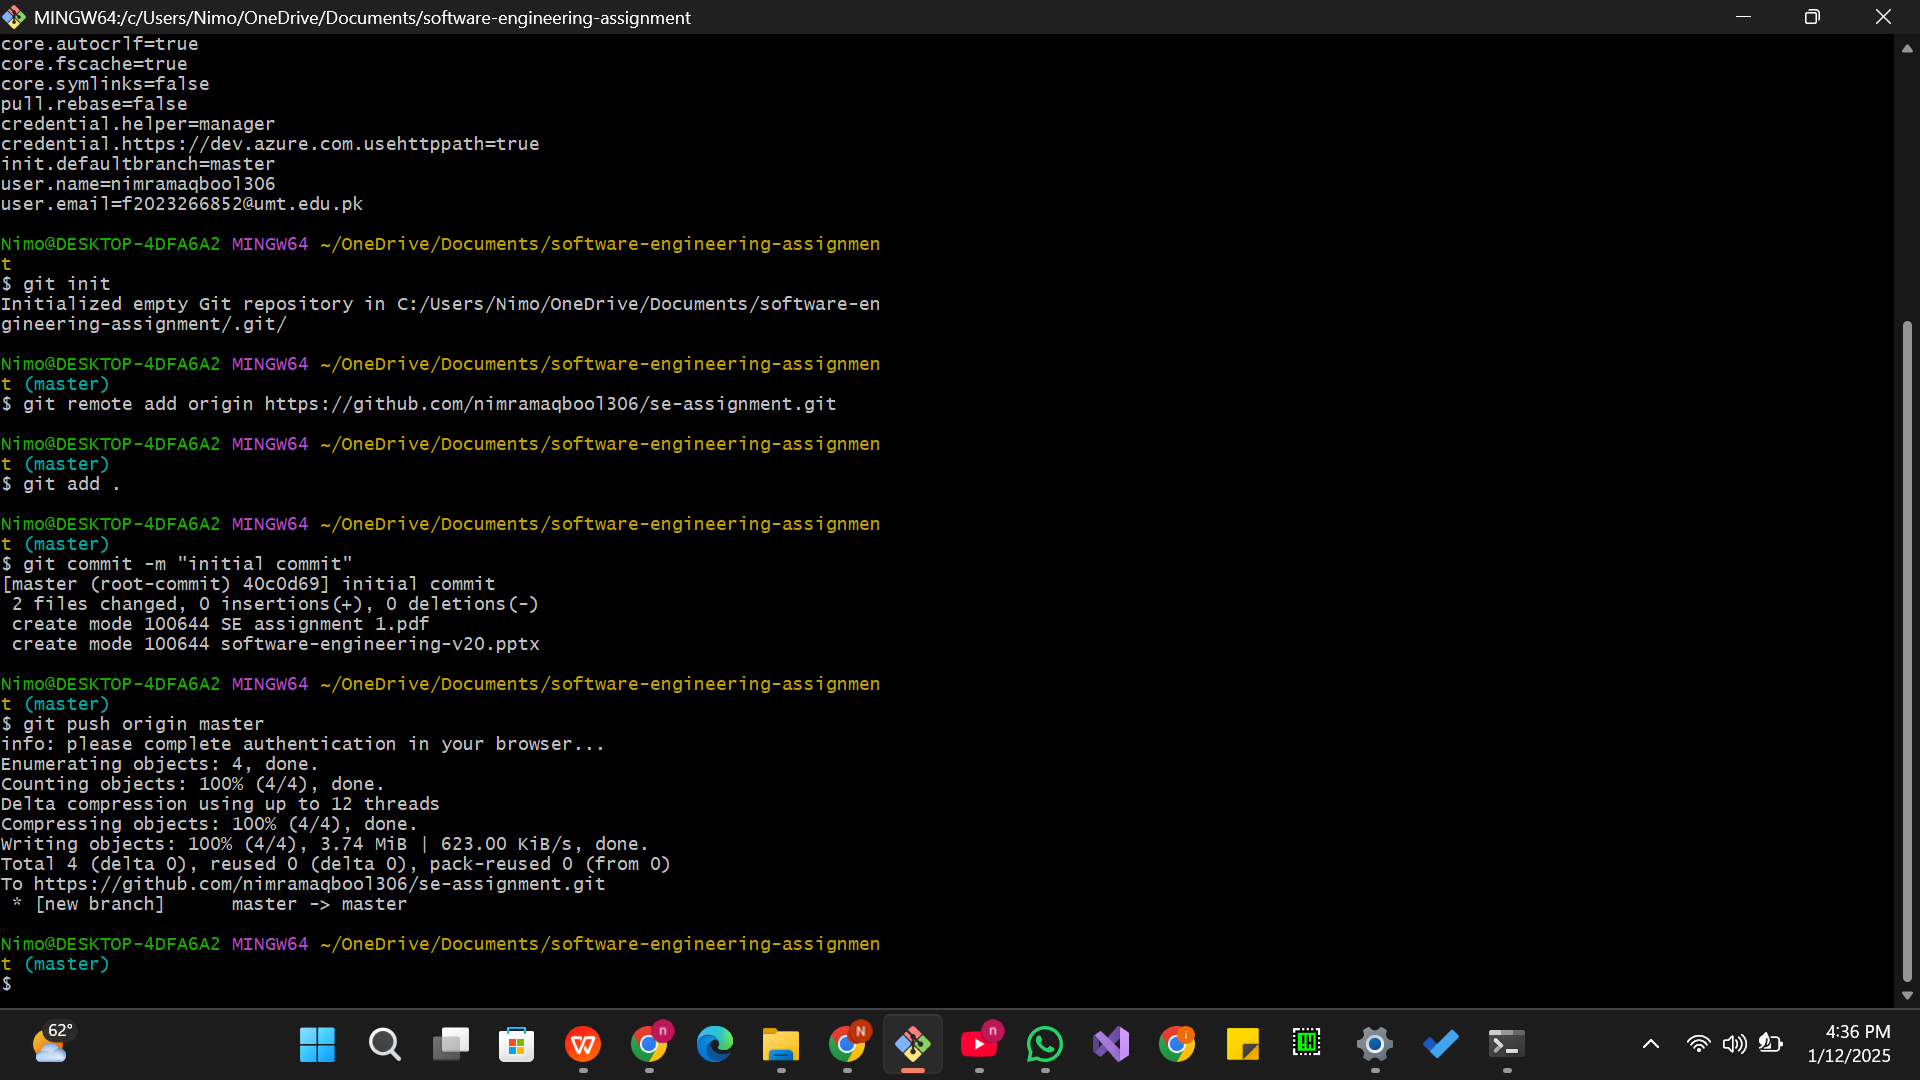 MINGW64:/c/Users/Nimo/OneDrive/Documents/software-engineering-assignment
core.autocrlf=true
core.fscache=true
core.symlinks=false
pull.rebase=false
credential.helper=manager
credential.https://dev.azure.com.usehttppath=true
init.defaultbranch=master
user.name=nimramaqbool306
user.email=f2023266852@umt.edu.pk
Nimo@DESKTOP-4DFA6A2 MINGW64 ~/OneDrive/Documents/software-engineering-assignmen
t
$ git init
Initialized empty Git repository in C:/Users/Nimo/OneDrive/Documents/software-en
gineering-assignment/.git/
Nimo@DESKTOP-4DFA6A2 MINGW64 ~/OneDrive/Documents/software-engineering-assignmen
t (master)
$ git remote add origin https://github.com/nimramaqbool306/se-assignment.git
Nimo@DESKTOP-4DFA6A2 MINGW64 ~/OneDrive/Documents/software-engineering-assignmen
t (master)
$ git add .
Nimo@DESKTOP-4DFA6A2 MINGW64 ~/OneDrive/Documents/software-engineering-assignmen
t (master)
$ git commit -m "initial commit"
[master (root-commit) 40c0d69] initial commit
 2 files changed, 0 insertions(+), 0 deletions(-)
 create mode 100644 SE assignment 1.pdf
 create mode 100644 software-engineering-v20.pptx
Nimo@DESKTOP-4DFA6A2 MINGW64 ~/OneDrive/Documents/software-engineering-assignmen
t (master)
$ git push origin master
info: please complete authentication in your browser...
Enumerating objects: 4, done.
Counting objects: 100% (4/4), done.
Delta compression using up to 12 threads
Compressing objects: 100% (4/4), done.
Writing objects: 100% (4/4), 3.74 MiB | 623.00 KiB/s, done.
Total 4 (delta 0), reused 0 (delta 0), pack-reused 0 (from 0)
To https://github.com/nimramaqbool306/se-assignment.git
 * [new branch]      master -> master
Nimo@DESKTOP-4DFA6A2 MINGW64 ~/OneDrive/Documents/software-engineering-assignmen
t (master)
$
62°
4:36 PM
1/12/2025